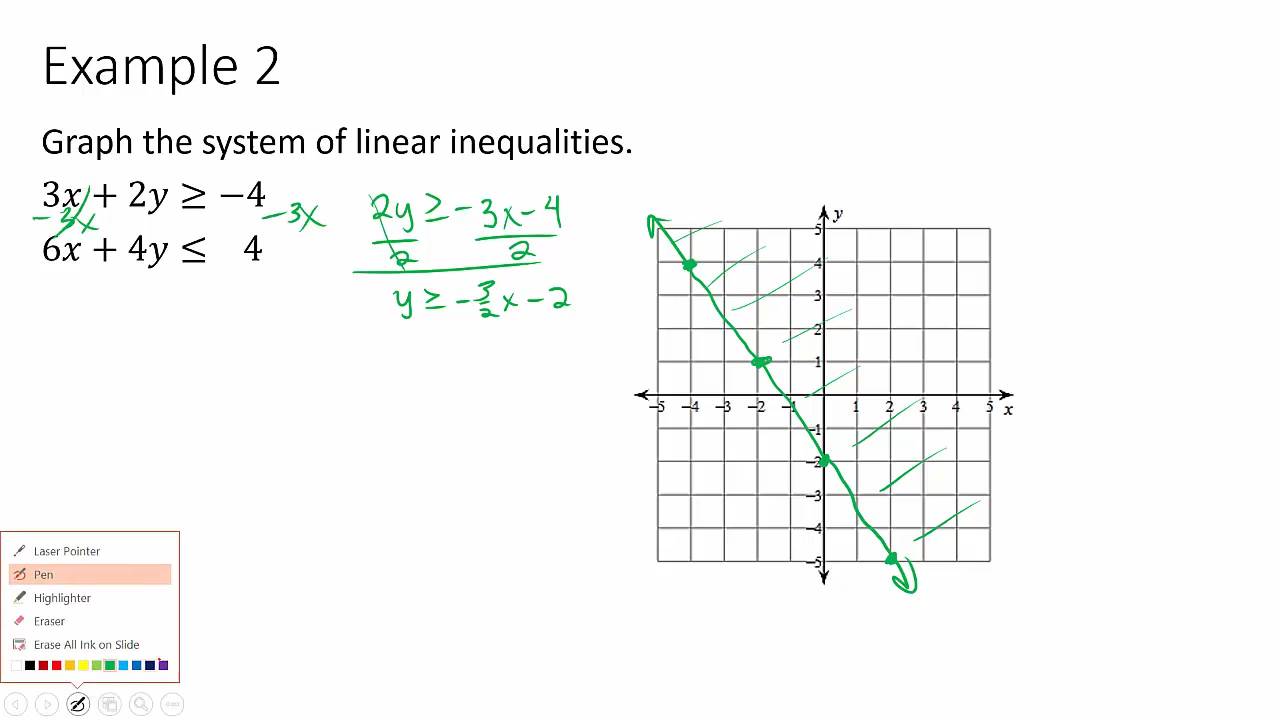 Example 2
Graph the system of linear inequalities.
3x + 2y ≥ −4
−3x −3x
6x + 4y ≤ 4
2y ≥ −3x − 4
2 2
y ≥ −3/2 x − 2
y
5
4
3
2
1
−5 −4 −3 −2 −1 1 2 3 4 5 x
−1
−2
−3
−4
−5
Laser Pointer
Pen
Highlighter
Eraser
Erase All Ink on Slide